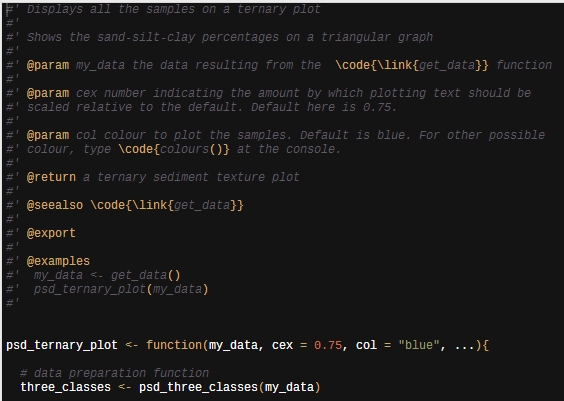 #' Displays all the samples on a ternary plot
#'
#' Shows the sand-silt-clay percentages on a triangular graph
#'
#' @param my_data the data resulting from the  \code{\link{get_data}} function
#'
#' @param cex number indicating the amount by which plotting text should be
#' scaled relative to the default. Default here is 0.75.
#'
#' @param col colour to plot the samples. Default is blue. For other possible
#' colour, type \code{colours()} at the console.
#'
#' @return a ternary sediment texture plot
#'
#' @seealso \code{\link{get_data}}
#'
#' @export
#'
#' @examples
#'  my_data <- get_data()
#'  psd_ternary_plot(my_data)
#'
psd_ternary_plot <- function(my_data, cex = 0.75, col = "blue", ...){
# data preparation function
three_classes <- psd_three_classes(my_data)